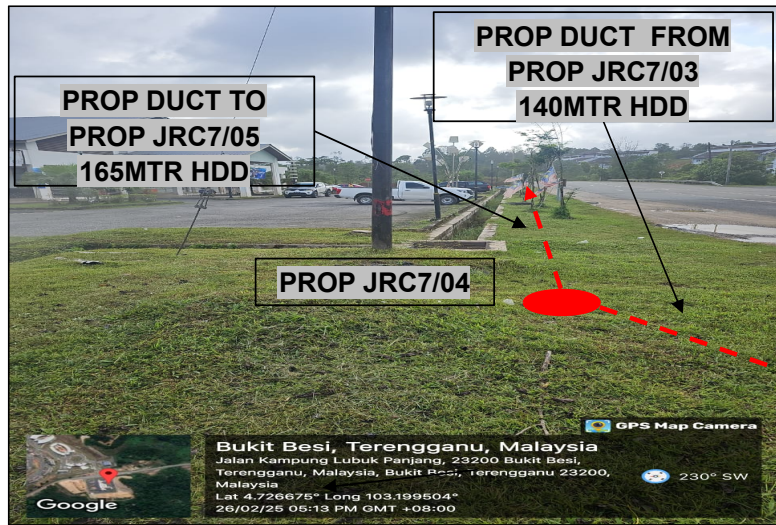 PROP DUCT TO
PROP JRC7/05
165MTR HDD
PROP DUCT FROM
PROP JRC7/03
140MTR HDD
PROP JRC7/04
GPS Map Camera
Bukit Besi, Terengganu, Malaysia
Jalan Kampung Lubuk Panjang, 23200 Bukit Besi,
Terengganu, Malaysia, Bukit Besi, Terengganu 23200,
Malaysia
Lat 4.726675° Long 103.199504°
26/02/25 05:13 PM GMT +08:00
230° SW
Google